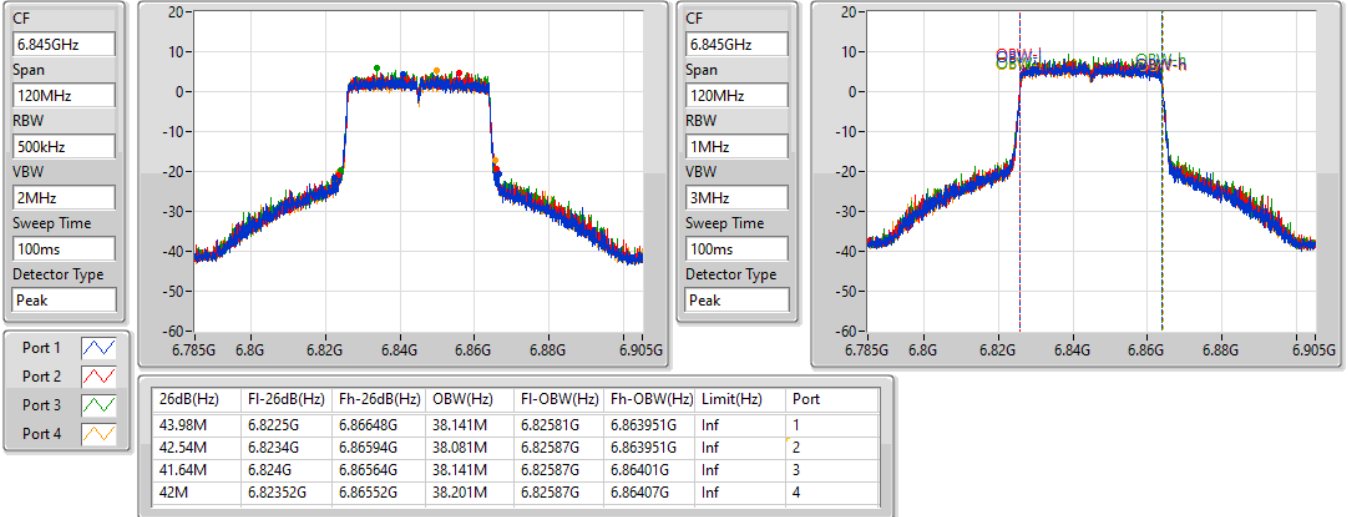 CF
6.845GHz
Span
120MHz
RBW
500kHz
VBW
2MHz
Sweep Time
100ms
Detector Type
Peak
20
10
0
-10
-20
-30
-40
-50
-60
6.785G 6.8G 6.82G 6.84G 6.86G 6.88G 6.905G
CF
6.845GHz
Span
120MHz
RBW
1MHz
VBW
3MHz
Sweep Time
100ms
Detector Type
Peak
20
10
0
-10
-20
-30
-40
-50
-60
OBW-l OBW-h
6.785G 6.8G 6.82G 6.84G 6.86G 6.88G 6.905G
Port 1
Port 2
Port 3
Port 4
26dB(Hz) Fl-26dB(Hz) Fh-26dB(Hz) OBW(Hz) Fl-OBW(Hz) Fh-OBW(Hz) Limit(Hz) Port
43.98M 6.8225G 6.86648G 38.141M 6.82581G 6.863951G Inf 1
42.54M 6.8234G 6.86594G 38.081M 6.82587G 6.863951G Inf 2
41.64M 6.824G 6.86564G 38.141M 6.82587G 6.86401G Inf 3
42M 6.82352G 6.86552G 38.201M 6.82587G 6.86407G Inf 4